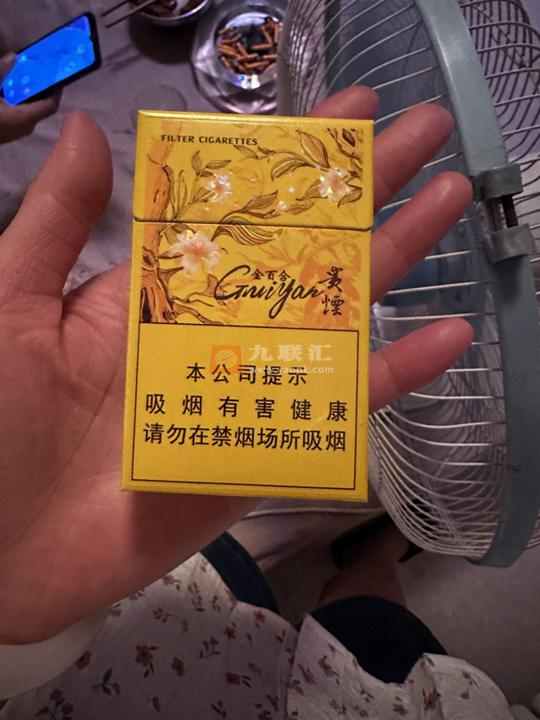 FILTER CIGARETTES
金百合
GuiYan
贵煙
九联汇
本公司提示
吸烟有害健康
请勿在禁烟场所吸烟